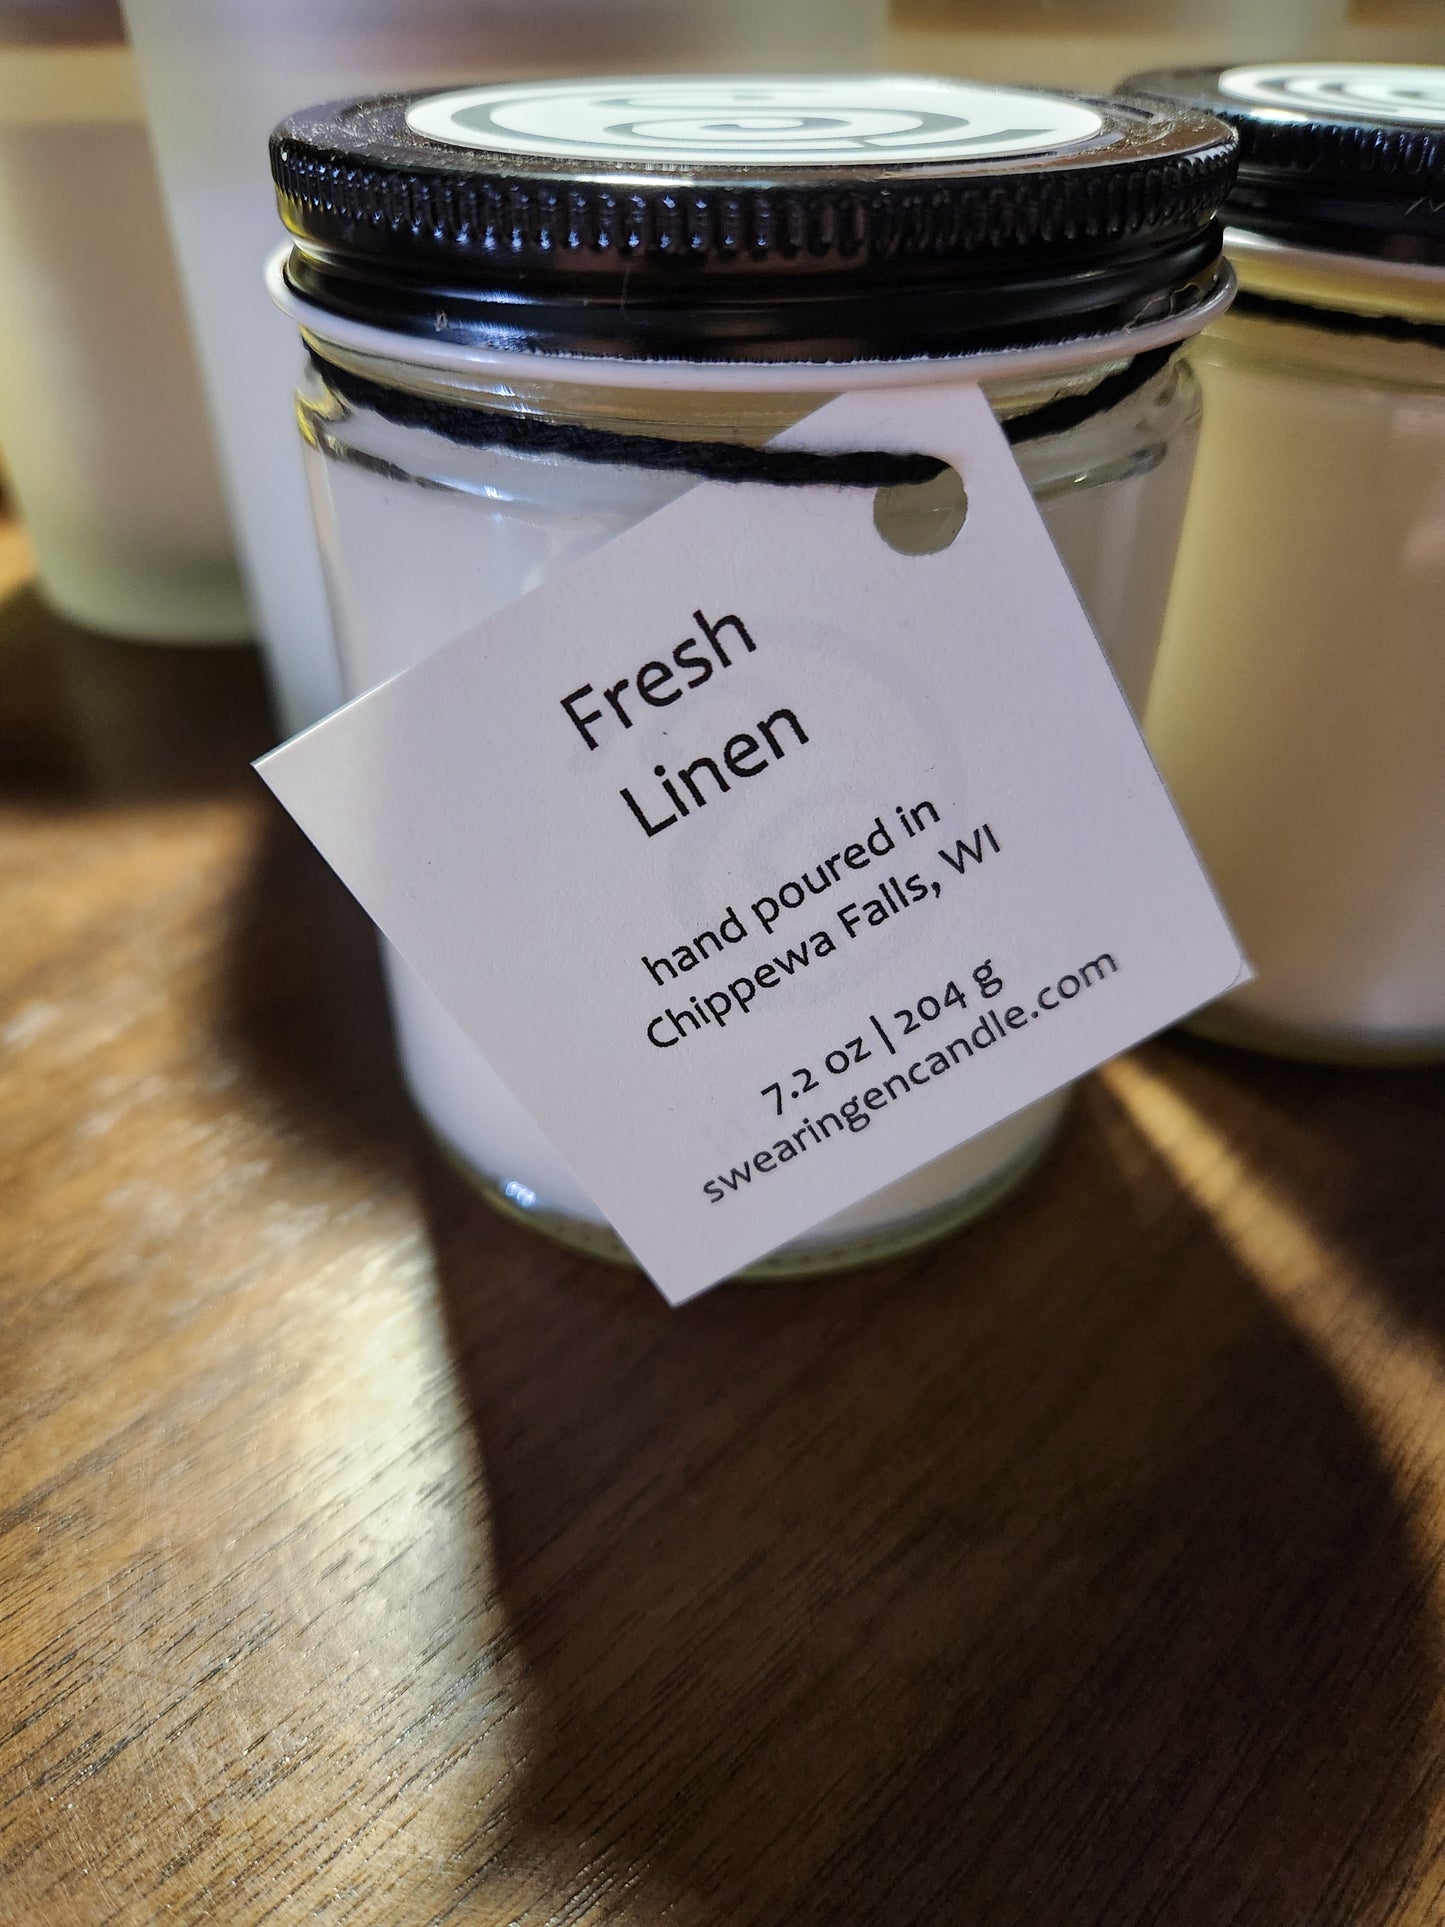 Fresh
Linen
hand poured in
Chippewa Falls, WI
7.2 oz | 204 g
swearingencandle.com